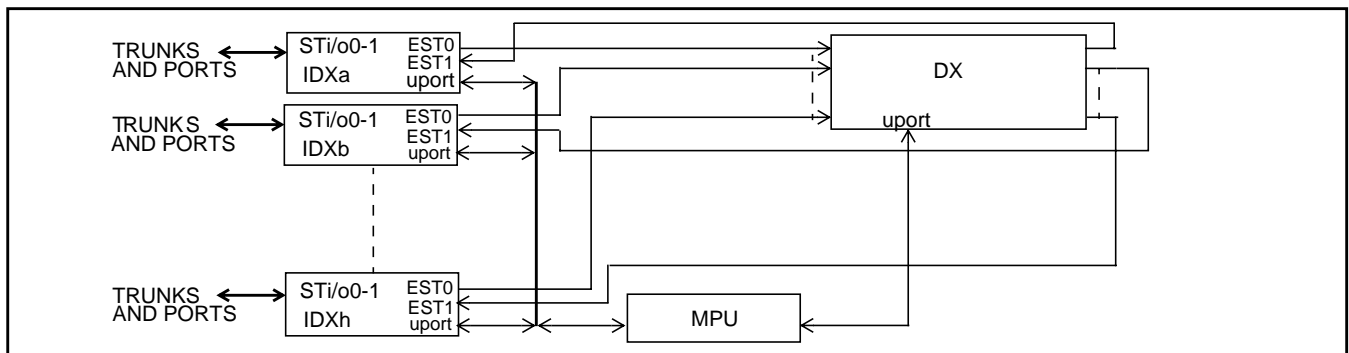 TRUNKS
AND PORTS
STi/o0-1
IDXa
EST0
EST1
uport
DX
uport
TRUNKS
AND PORTS
STi/o0-1
IDXb
EST0
EST1
uport
TRUNKS
AND PORTS
STi/o0-1
IDXh
EST0
EST1
uport
MPU